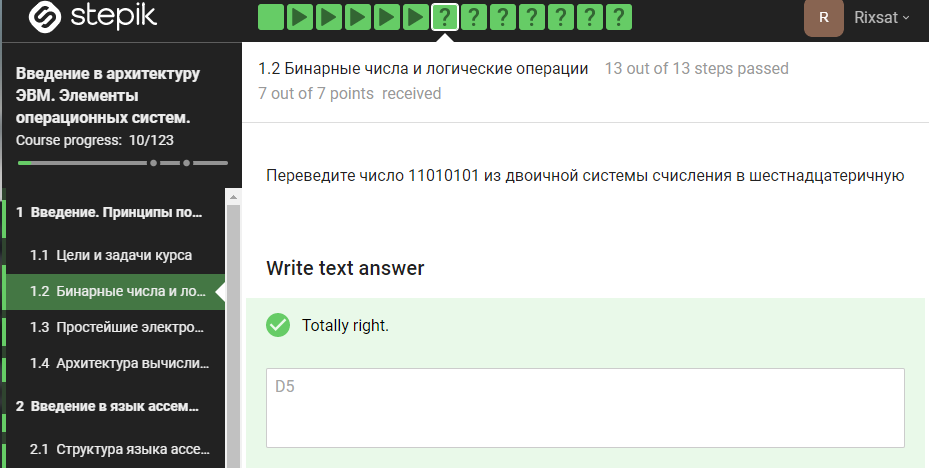 stepik
? ? ? ? ? ? ?
R Rixsat
Введение в архитектуру
ЭВМ. Элементы
операционных систем.
Course progress: 10/123
1 Введение. Принципы по...
1.1 Цели и задачи курса
1.2 Бинарные числа и ло...
1.3 Простейшие электро...
1.4 Архитектура вычисли...
2 Введение в язык ассем...
2.1 Структура языка ассе...
1.2 Бинарные числа и логические операции 13 out of 13 steps passed
7 out of 7 points received
Переведите число 11010101 из двоичной системы счисления в шестнадцатеричную
Write text answer
Totally right.
D5